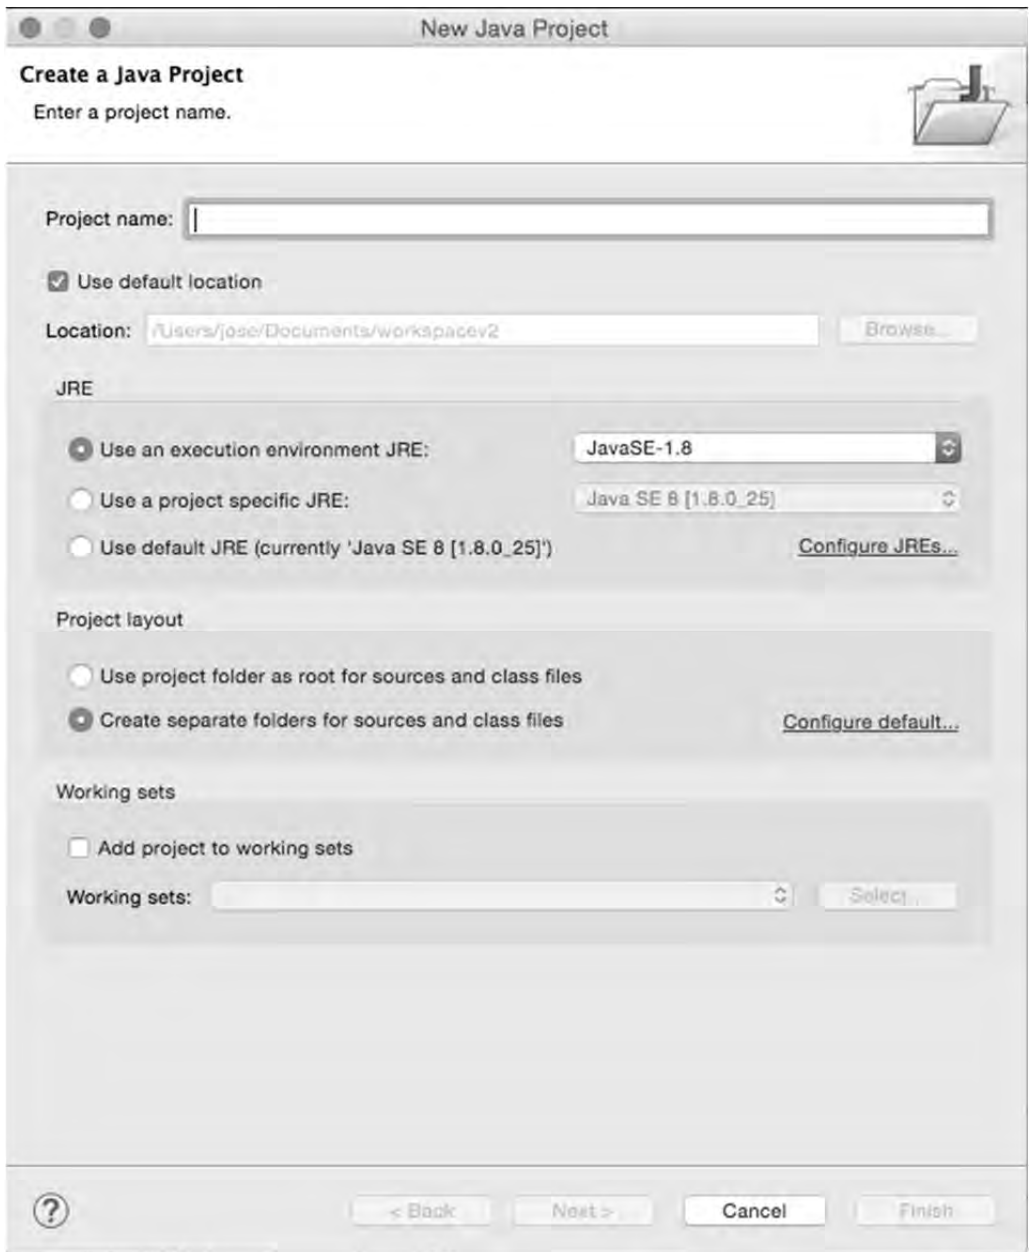 New Java Project
Create a Java Project
Enter a project name.
Project name:
Use default location
Location: /Users/jose/Documents/workspacev2 Browse...
JRE
Use an execution environment JRE: JavaSE-1.8
Use a project specific JRE: Java SE 8 [1.8.0_25]
Use default JRE (currently 'Java SE 8 [1.8.0_25]') Configure JREs...
Project layout
Use project folder as root for sources and class files
Create separate folders for sources and class files Configure default...
Working sets
Add project to working sets
Working sets: Select...
? < Back Next > Cancel Finish